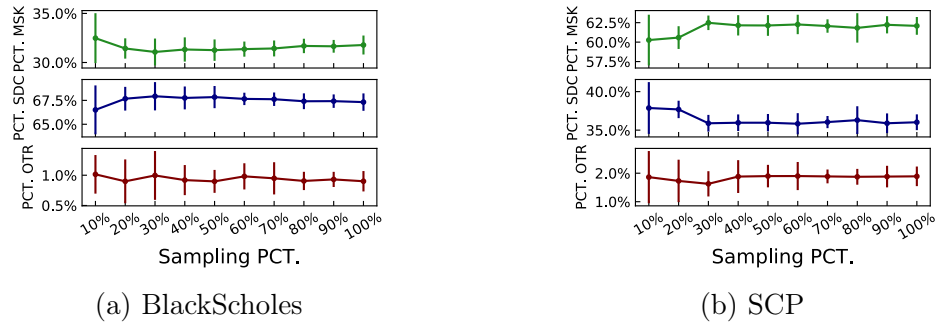 PCT. MSK
35.0%
30.0%
PCT. SDC
67.5%
65.0%
PCT. OTR
1.0%
0.5%
10% 20% 30% 40% 50% 60% 70% 80% 90% 100%
Sampling PCT.
(a) BlackScholes
PCT. MSK
62.5%
60.0%
57.5%
PCT. SDC
40.0%
35.0%
PCT. OTR
2.0%
1.0%
10% 20% 30% 40% 50% 60% 70% 80% 90% 100%
Sampling PCT.
(b) SCP